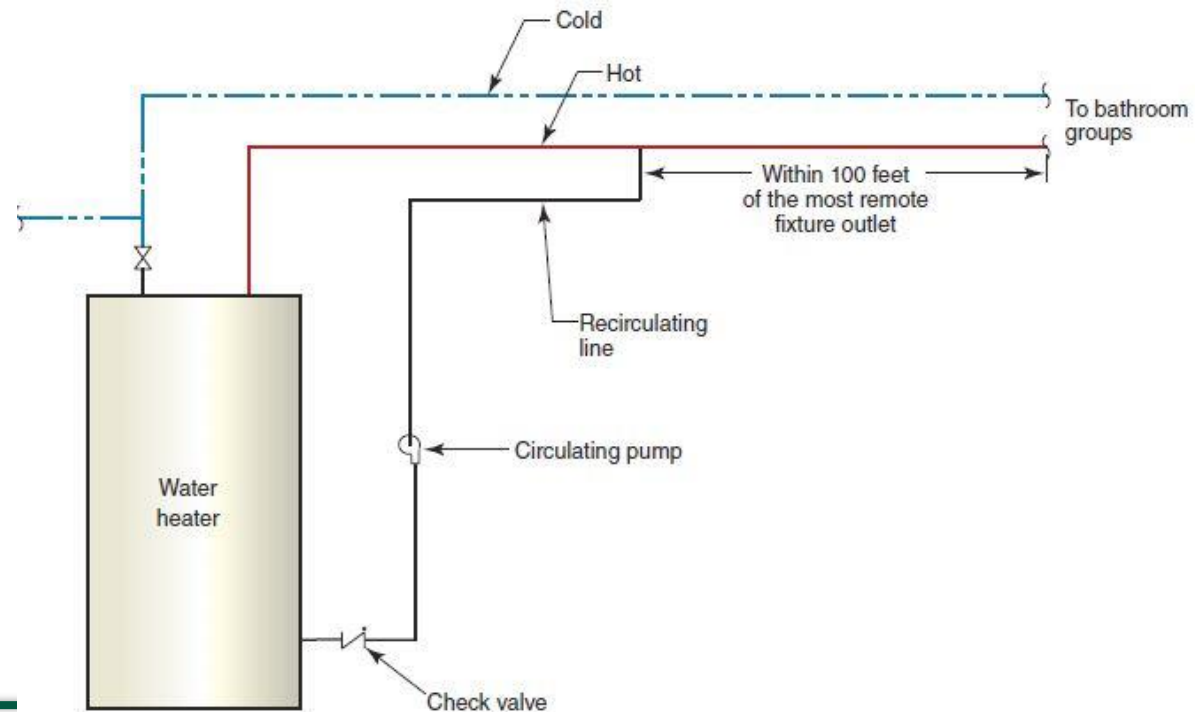 Cold
Hot
To bathroom
groups
Within 100 feet
of the most remote
fixture outlet
Recirculating
line
Circulating pump
Water
heater
Check valve